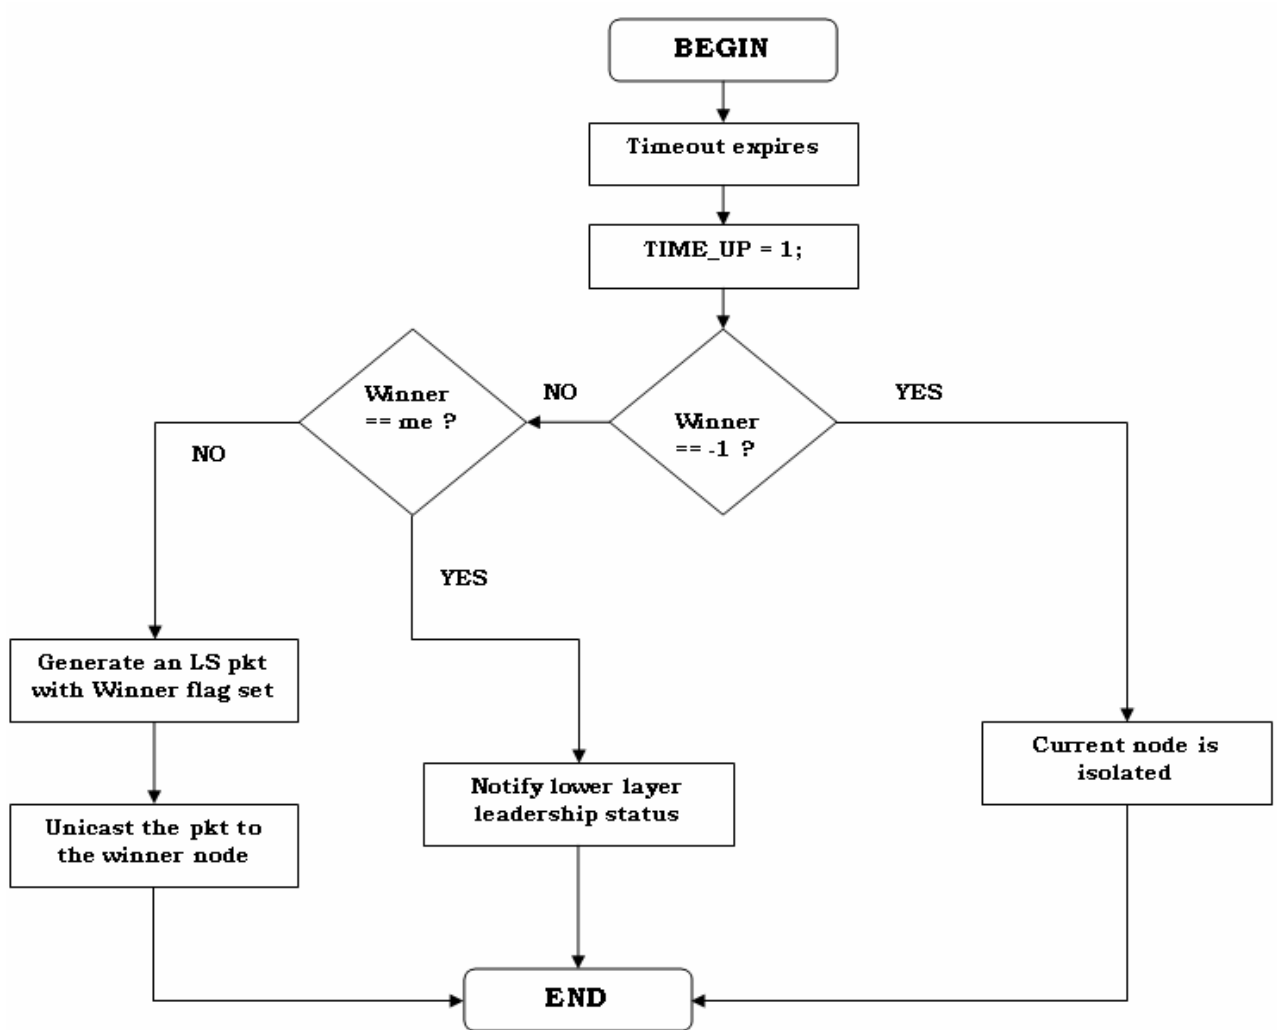 BEGIN
Timeout expires
TIME_UP = 1;
Winner
== me ?
NO
Winner
== -1 ?
YES
NO
YES
Generate an LS pkt
with Winner flag set
Unicast the pkt to
the winner node
Notify lower layer
leadership status
Current node is
isolated
END